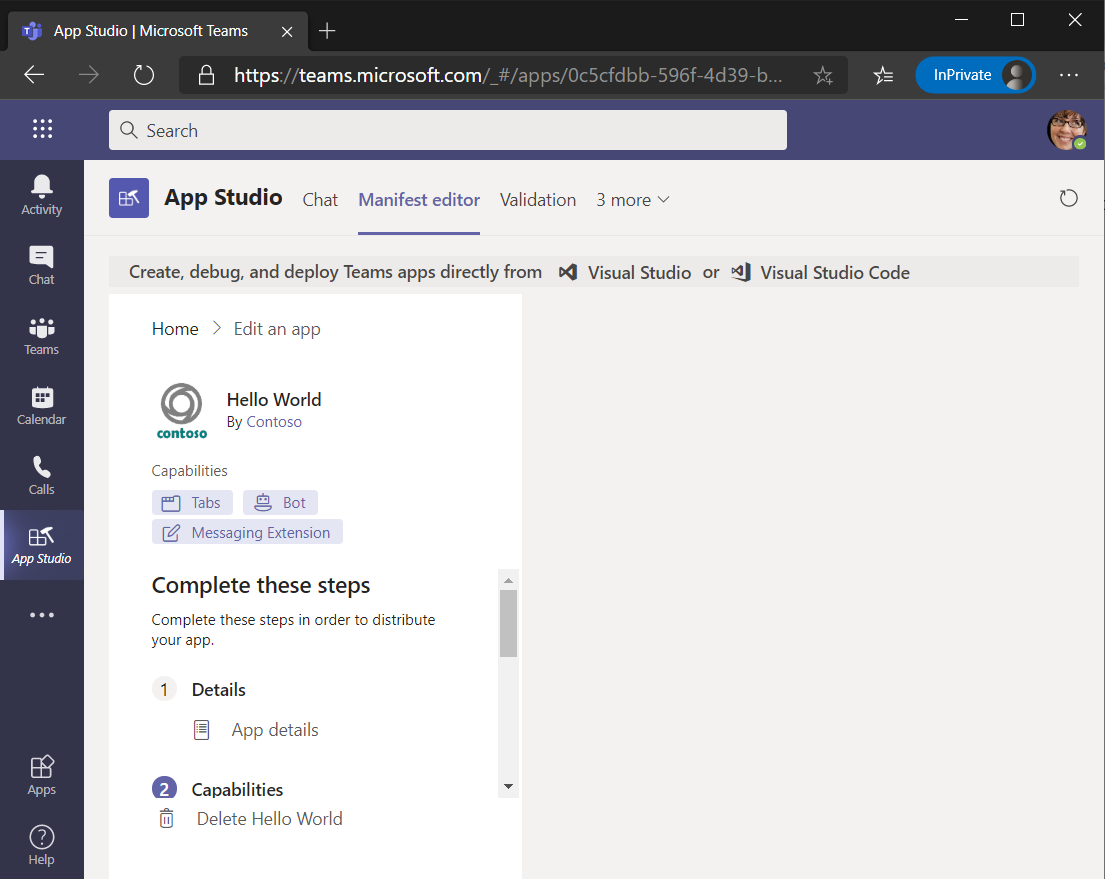 App Studio | Microsoft Teams
https://teams.microsoft.com/_#/apps/0c5cfdbb-596f-4d39-b...
InPrivate
Search
Activity
Chat
Teams
Calendar
Calls
App Studio
Apps
Help
App Studio Chat Manifest editor Validation 3 more
Create, debug, and deploy Teams apps directly from Visual Studio or Visual Studio Code
Home > Edit an app
contoso
Hello World
By Contoso
Capabilities
Tabs Bot
Messaging Extension
Complete these steps
Complete these steps in order to distribute
your app.
1 Details
App details
2 Capabilities
Delete Hello World